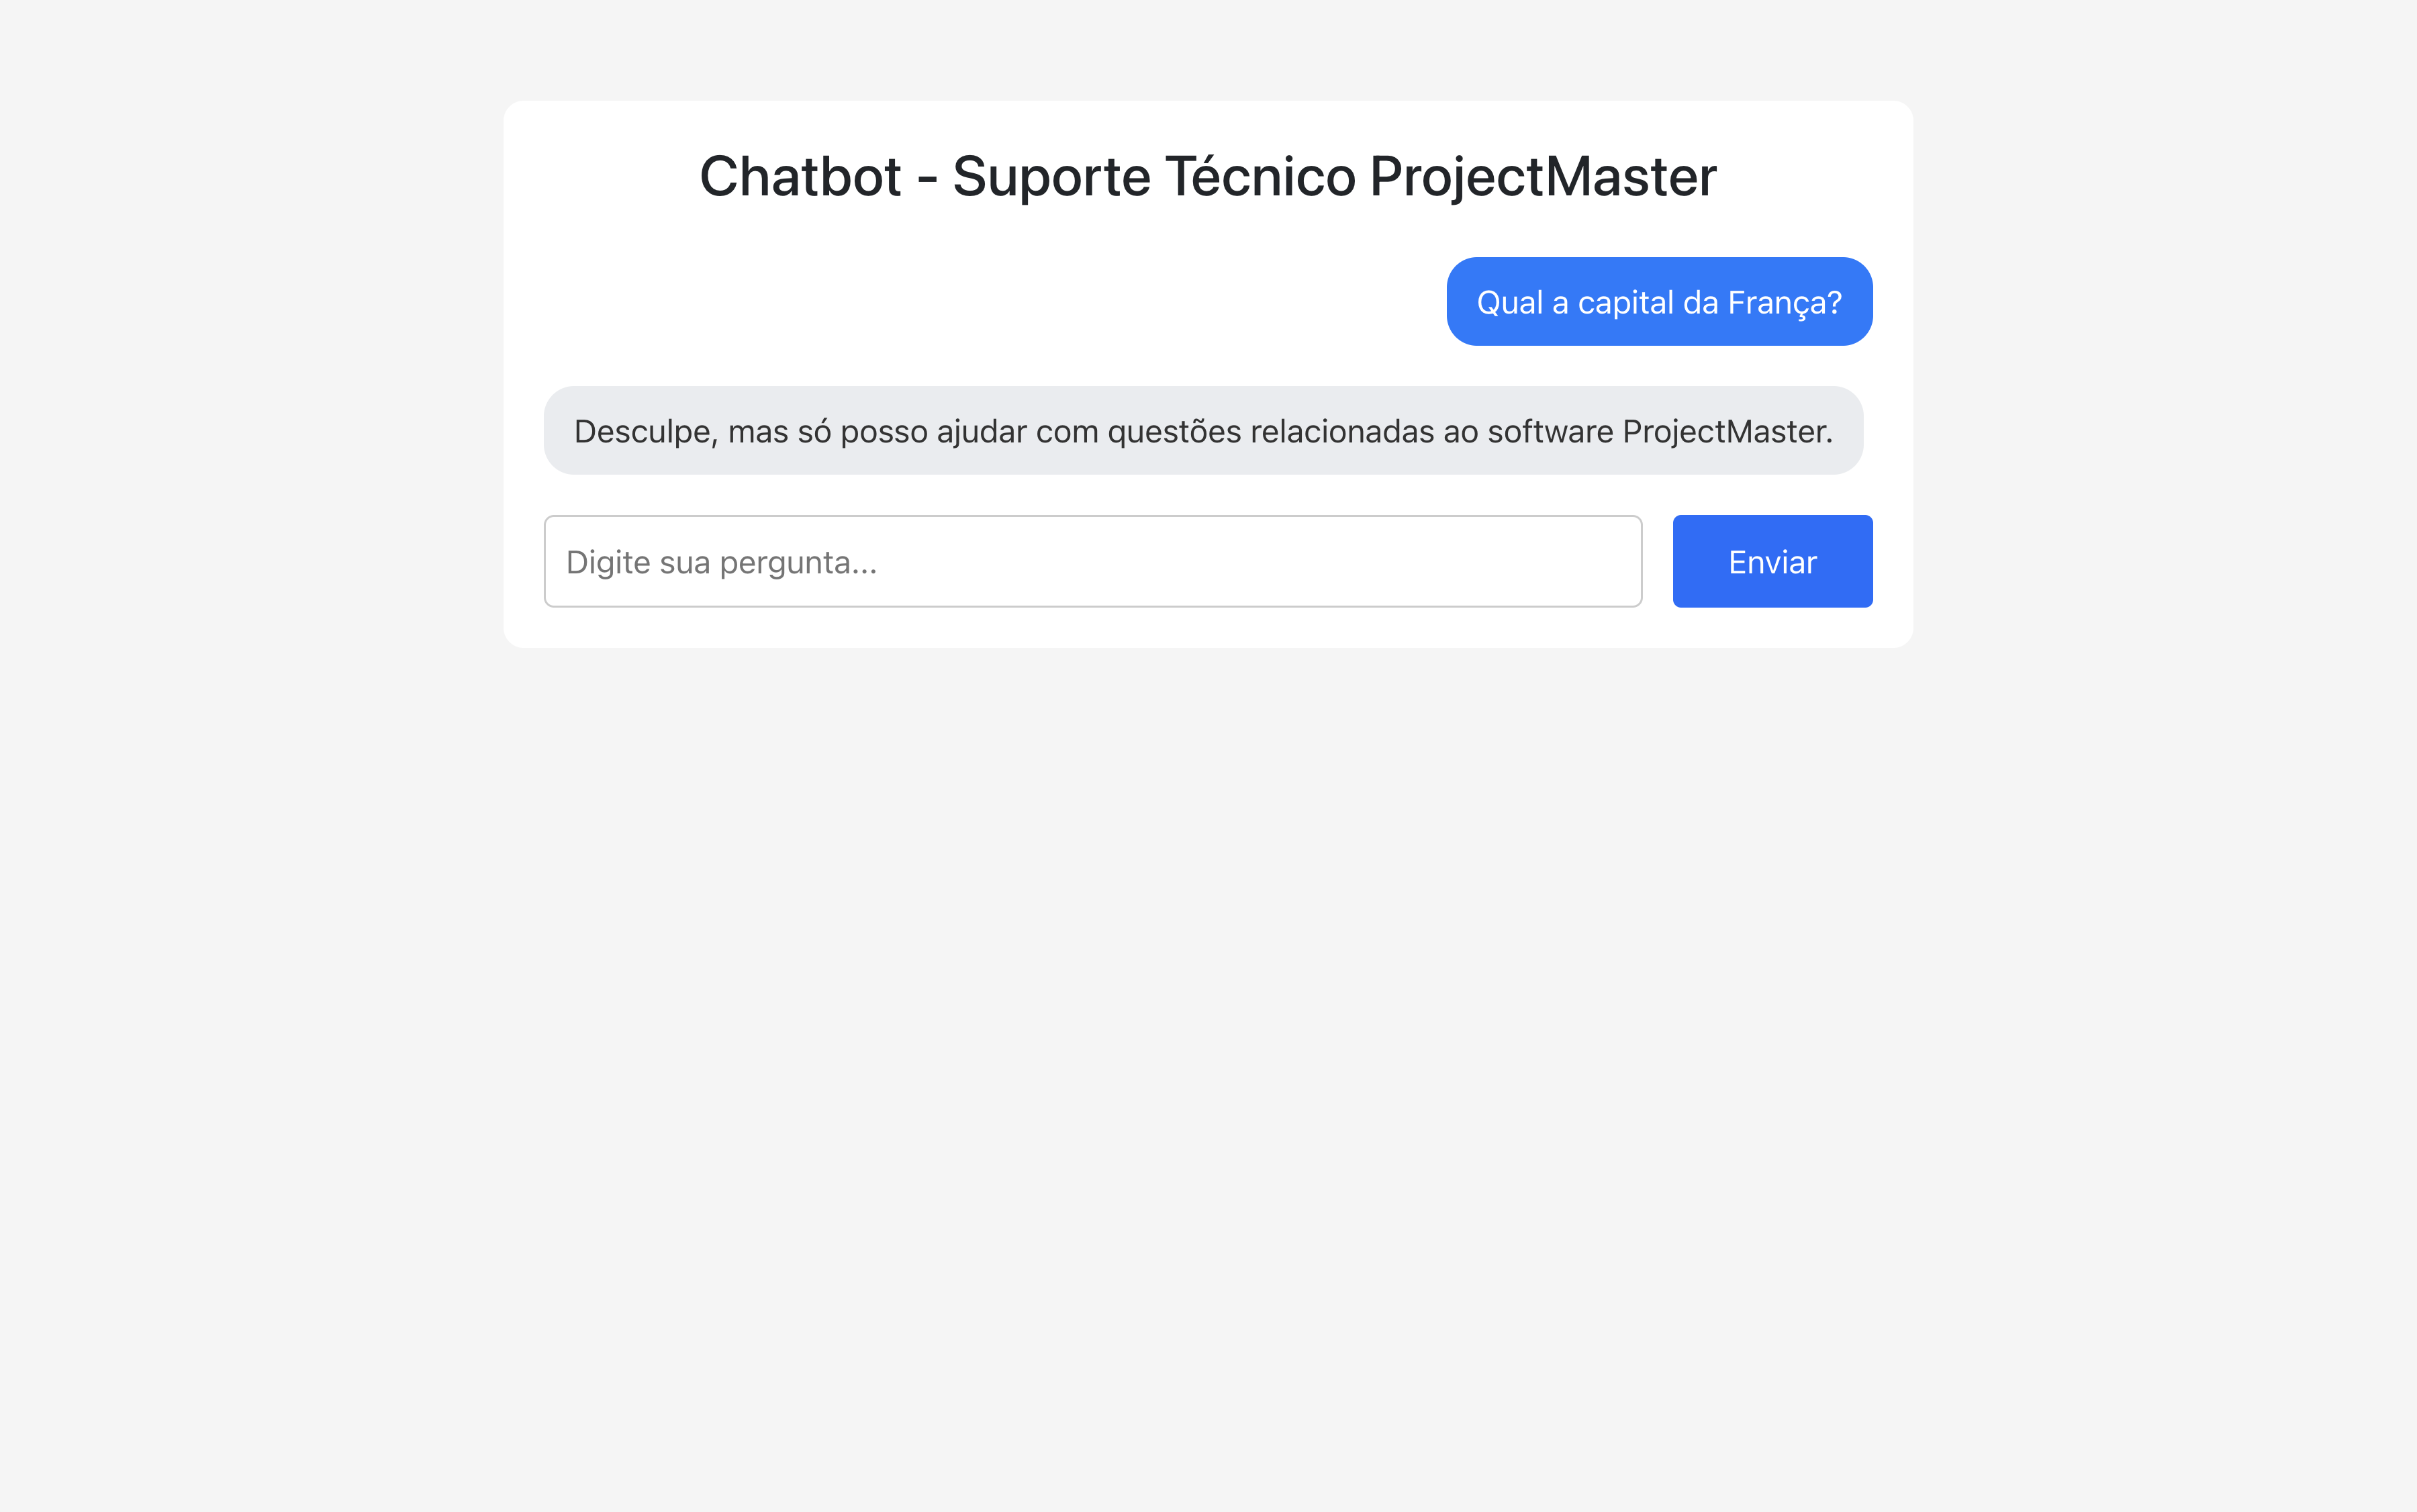 Chatbot - Suporte Técnico ProjectMaster
Qual a capital da França?
Desculpe, mas só posso ajudar com questões relacionadas ao software ProjectMaster.
Digite sua pergunta...
Enviar